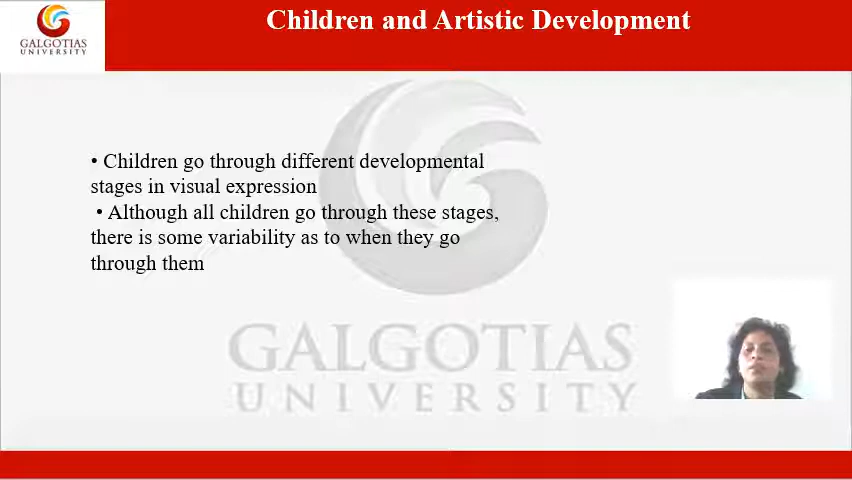 Children and Artistic Development
GALGOTIAS
UNIVERSITY
• Children go through different developmental
stages in visual expression
• Although all children go through these stages,
there is some variability as to when they go
through them
GALGOTIAS
UNIVERSITY